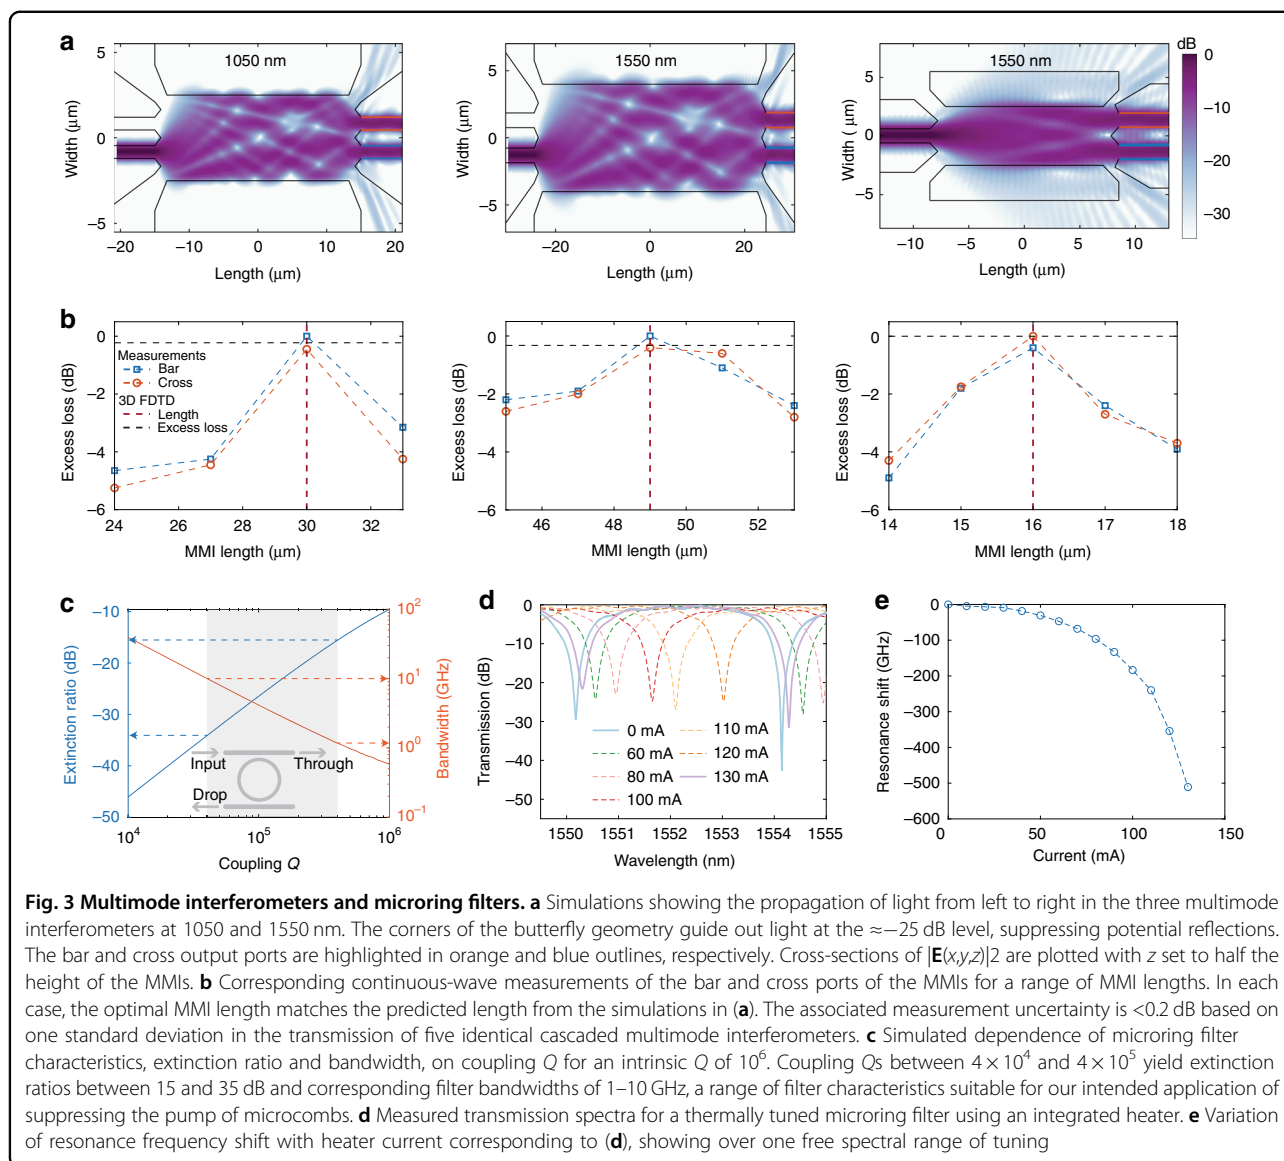 a
1050 nm
1550 nm
1550 nm
dB
5
0
−5
Width (μm)
−20
−10
0
10
20
Length (μm)
5
0
−5
Width (μm)
−20
0
20
Length (μm)
5
0
−5
Width (μm)
−10
−5
0
5
10
Length (μm)
0
−10
−20
−30
b
0
−2
−4
−6
Excess loss (dB)
Measurements
Bar
Cross
3D FDTD
Length
Excess loss
24
26
28
30
32
MMI length (μm)
0
−2
−4
−6
Excess loss (dB)
46
48
50
52
MMI length (μm)
0
−2
−4
−6
Excess loss (dB)
14
15
16
17
18
MMI length (μm)
c
−10
−20
−30
−40
−50
Extinction ratio (dB)
10²
10¹
10⁰
10⁻¹
Bandwidth (GHz)
Input
Through
Drop
10⁴
10⁵
10⁶
Coupling Q
d
0
−10
−20
−30
−40
−50
Transmission (dB)
0 mA
60 mA
80 mA
100 mA
110 mA
120 mA
130 mA
1550
1551
1552
1553
1554
1555
Wavelength (nm)
e
0
−100
−200
−300
−400
−500
−600
Resonance shift (GHz)
0
50
100
150
Current (mA)
Fig. 3 Multimode interferometers and microring filters. a Simulations showing the propagation of light from left to right in the three multimode
interferometers at 1050 and 1550 nm. The corners of the butterfly geometry guide out light at the ≈−25 dB level, suppressing potential reflections.
The bar and cross output ports are highlighted in orange and blue outlines, respectively. Cross-sections of |E(x,y,z)|2 are plotted with z set to half the
height of the MMIs. b Corresponding continuous-wave measurements of the bar and cross ports of the MMIs for a range of MMI lengths. In each
case, the optimal MMI length matches the predicted length from the simulations in (a). The associated measurement uncertainty is <0.2 dB based on
one standard deviation in the transmission of five identical cascaded multimode interferometers. c Simulated dependence of microring filter
characteristics, extinction ratio and bandwidth, on coupling Q for an intrinsic Q of 10⁶. Coupling Qs between 4 × 10⁴ and 4 × 10⁵ yield extinction
ratios between 15 and 35 dB and corresponding filter bandwidths of 1–10 GHz, a range of filter characteristics suitable for our intended application of
suppressing the pump of microcombs. d Measured transmission spectra for a thermally tuned microring filter using an integrated heater. e Variation
of resonance frequency shift with heater current corresponding to (d), showing over one free spectral range of tuning